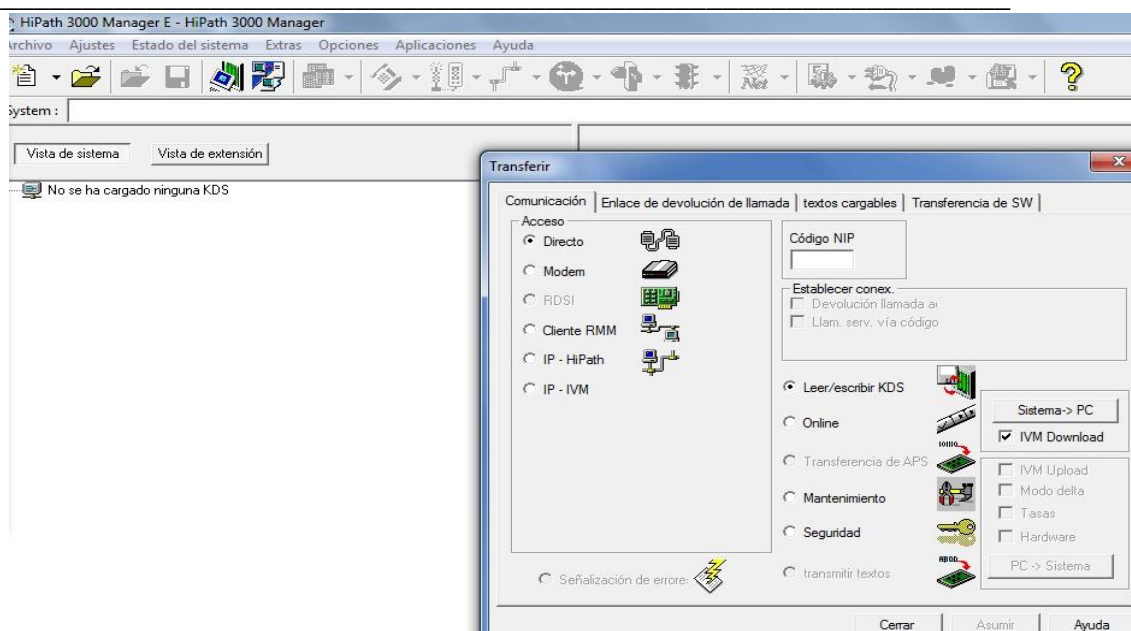 HiPath 3000 Manager E - HiPath 3000 Manager
Archivo Ajustes Estado del sistema Extras Opciones Aplicaciones Ayuda
System :
Vista de sistema Vista de extensión
No se ha cargado ninguna KDS
Transferir
Comunicación Enlace de devolución de llamada textos cargables Transferencia de SW
Acceso
Directo
Modem
RDSI
Cliente RMM
IP - HiPath
IP - IVM
Señalización de errore:
Código NIP
Establecer conex.
Devolución llamada a
Llam. serv. vía código
Leer/escribir KDS
Online
Transferencia de APS
Mantenimiento
Seguridad
transmitir textos
Sistema-> PC
IVM Download
IVM Upload
Modo delta
Tasas
Hardware
PC -> Sistema
Cerrar Asumir Ayuda